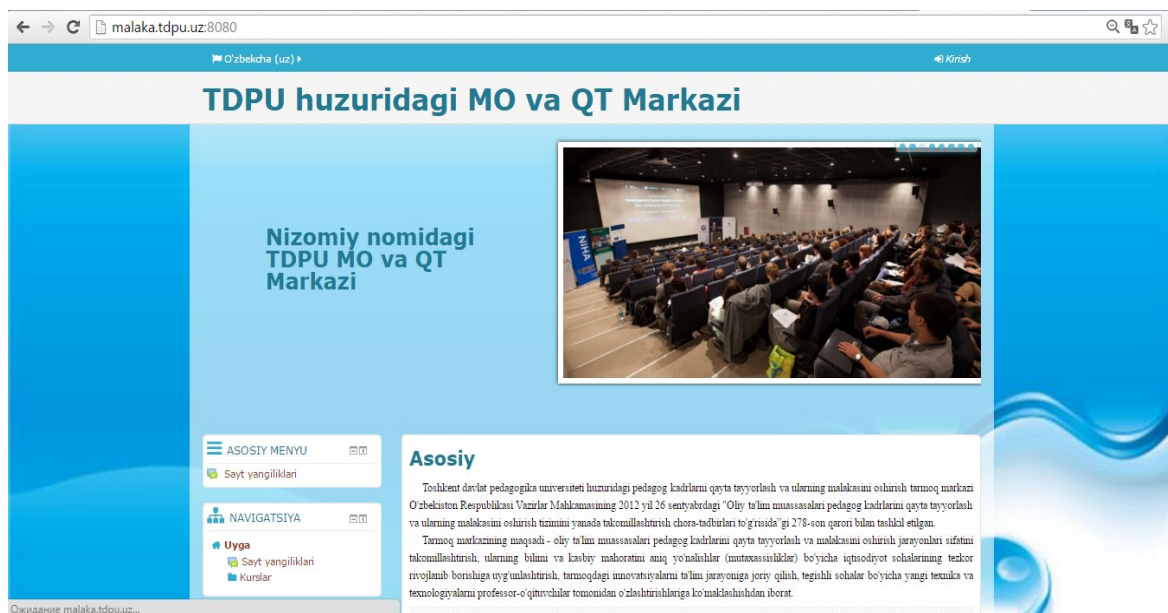 malaka.tdpu.uz:8080
O'zbekcha (uz)
Kirish
TDPU huzuridagi MO va QT Markazi
Nizomiy nomidagi
TDPU MO va QT
Markazi
NIHA
ASOSIY MENYU
Sayt yangiliklari
NAVIGATSIYA
Uyga
Sayt yangiliklari
Kurslar
Asosiy
Toshkent davlat pedagogika universiteti huzuridagi pedagog kadrlarni qayta tayyorlash va ularning malakasini oshirish tarmoq markazi
O'zbekiston Respublikasi Vazirlar Mahkamasining 2012 yil 26 sentyabrdagi "Oliy ta'lim muassasalari pedagog kadrlarini qayta tayyorlash
va ularning malakasini oshirish tizimini yanada takomillashtirish chora-tadbirlari to'g'risida"gi 278-son qarori bilan tashkil etilgan.
Tarmoq markazining maqsadi - oliy ta'lim muassasalari pedagog kadrlarini qayta tayyorlash va malakasini oshirish jarayonlari sifatini
takomillashtirish, ularning bilimi va kasbiy mahoratini aniq yo'nalishlar (mutaxassisliklar) bo'yicha iqtisodiyot sohalarining tezkor
rivojlanib borishiga uyg'unlashtirish, tarmoqdagi innovatsiyalarni ta'lim jarayoniga joriy qilish, tegishli sohalar bo'yicha yangi texnika va
texnologiyalarni professor-o'qituvchilar tomonidan o'zlashtirishlariga ko'maklashishdan iborat.
Ожидание malaka.tdpu.uz...